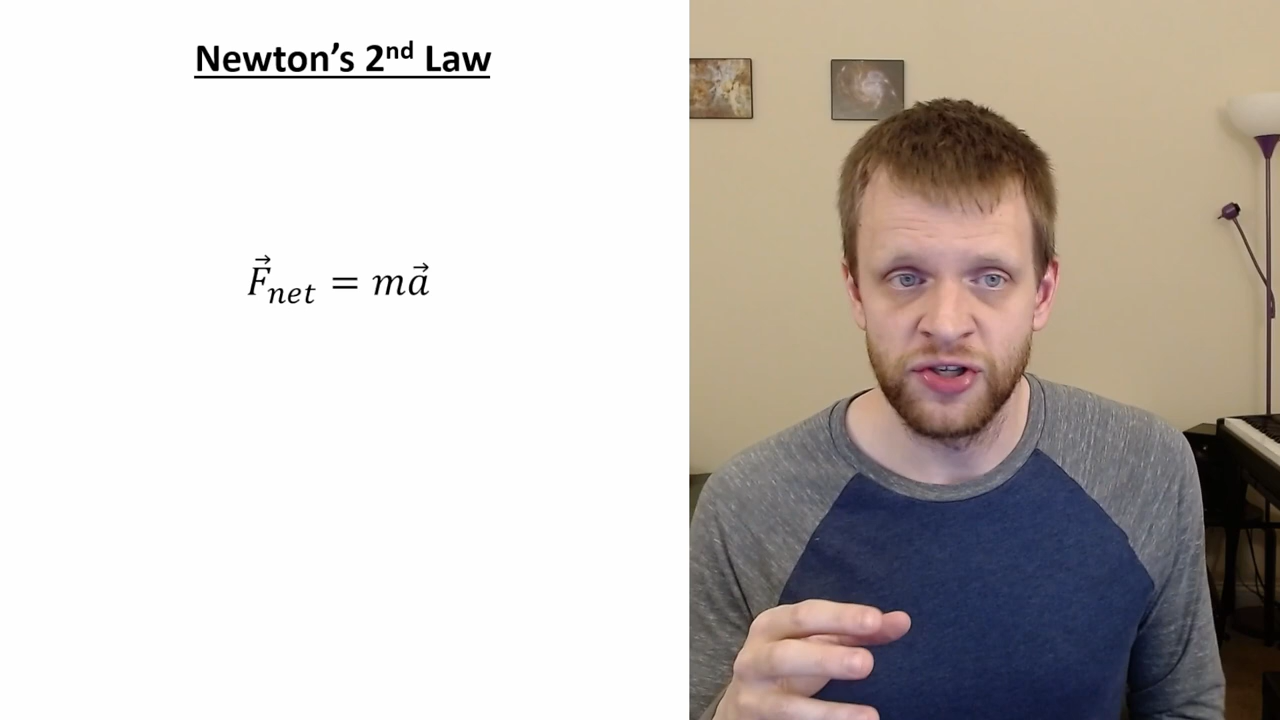 Newton's 2nd Law
F⃗net = ma⃗